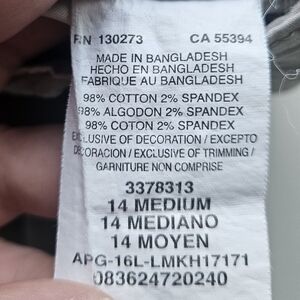 RN 130273 CA 55394
MADE IN BANGLADESH
HECHO EN BANGLADESH
FABRIQUE AU BANGLADESH
98% COTTON 2% SPANDEX
98% ALGODON 2% SPANDEX
98% COTON 2% SPANDEX
EXCLUSIVE OF DECORATION / EXCEPTO
DECORACION / EXCLUSIVE OF TRIMMING /
GARNITURE NON COMPRISE
3378313
14 MEDIUM
14 MEDIANO
14 MOYEN
APG-16L-LMKH17171
083624720240